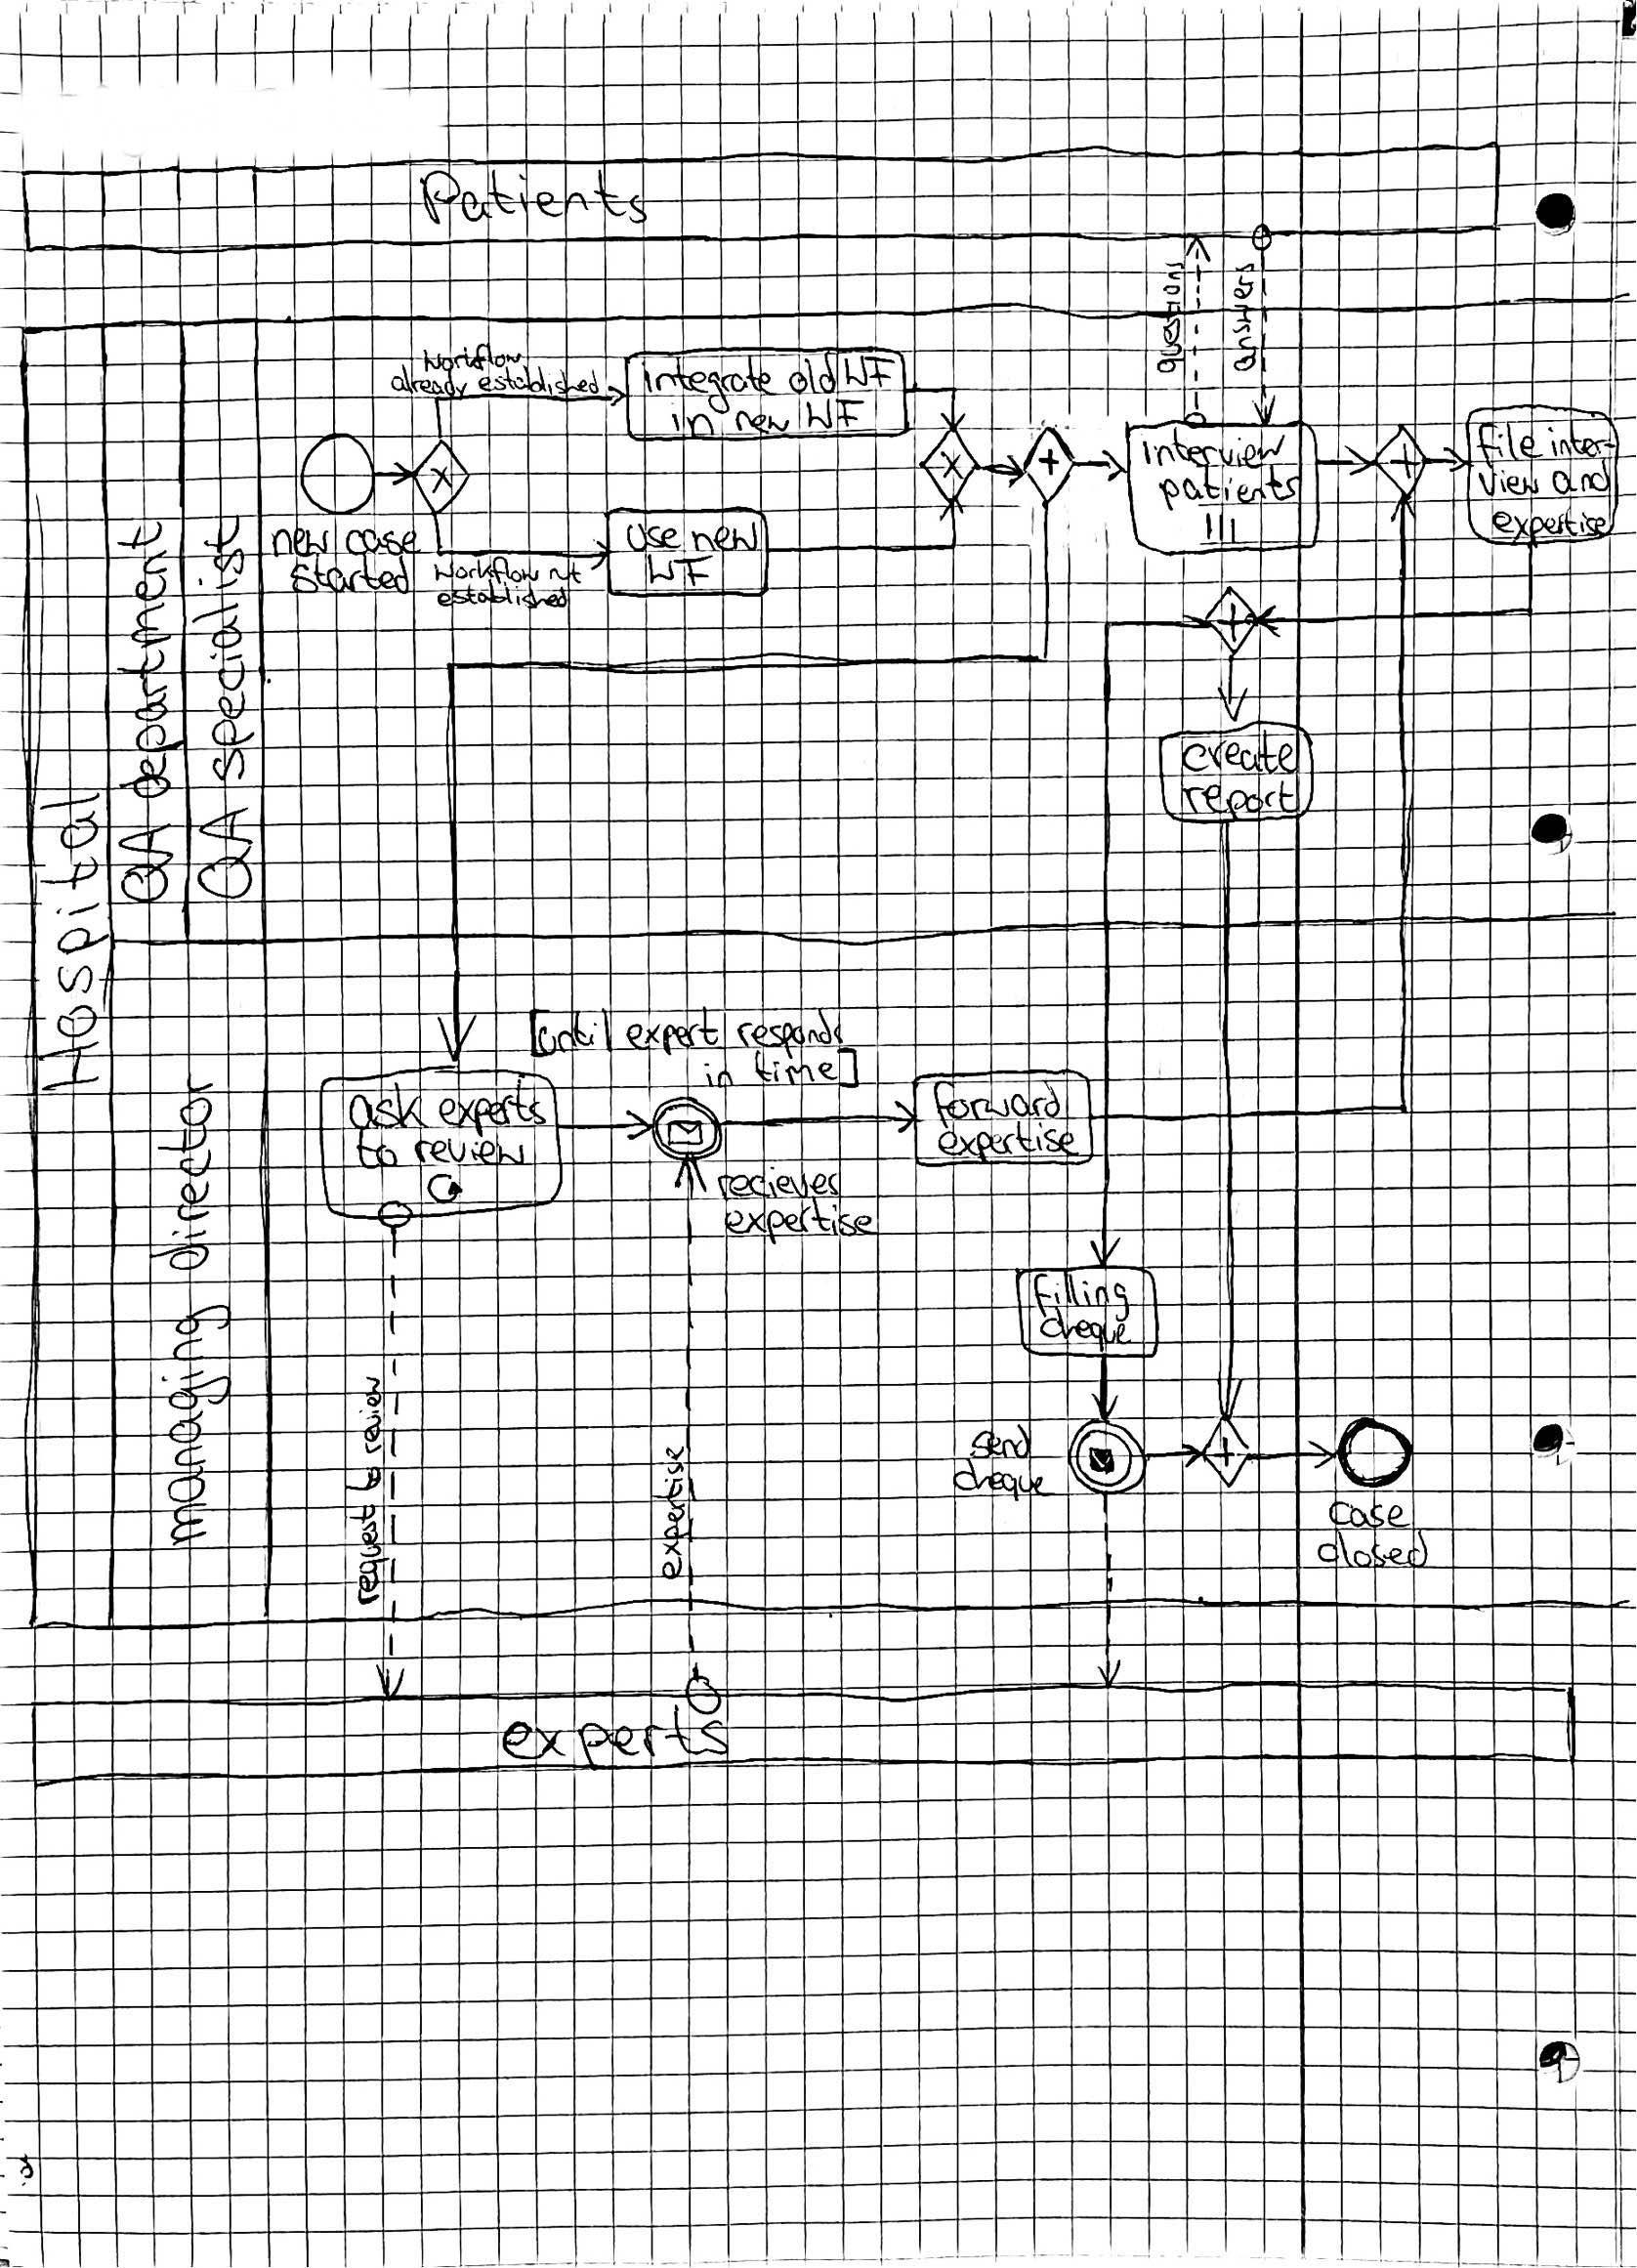 Patients
questions
answers
Hospital
QA department
QA specialist
managing director
new case
started
Workflow
already established
integrate old WF
in new WF
Workflow not
established
use new
WF
Interview
patients
file inter-
view and
expertise
create
report
[until expert responds
in time]
ask experts
to review
recieves
expertise
forward
expertise
filling
cheque
send
cheque
case
closed
request to review
expertise
experts